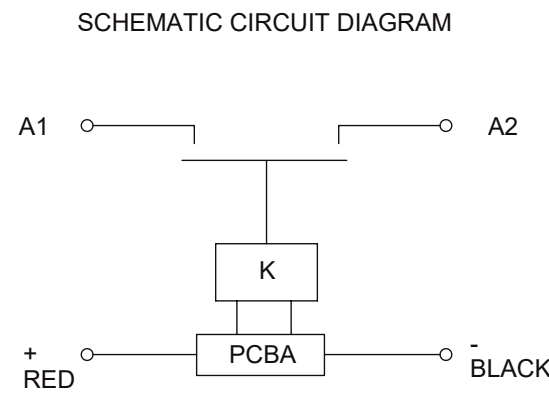 SCHEMATIC CIRCUIT DIAGRAM
A1
A2
K
+
RED
PCBA
-
BLACK